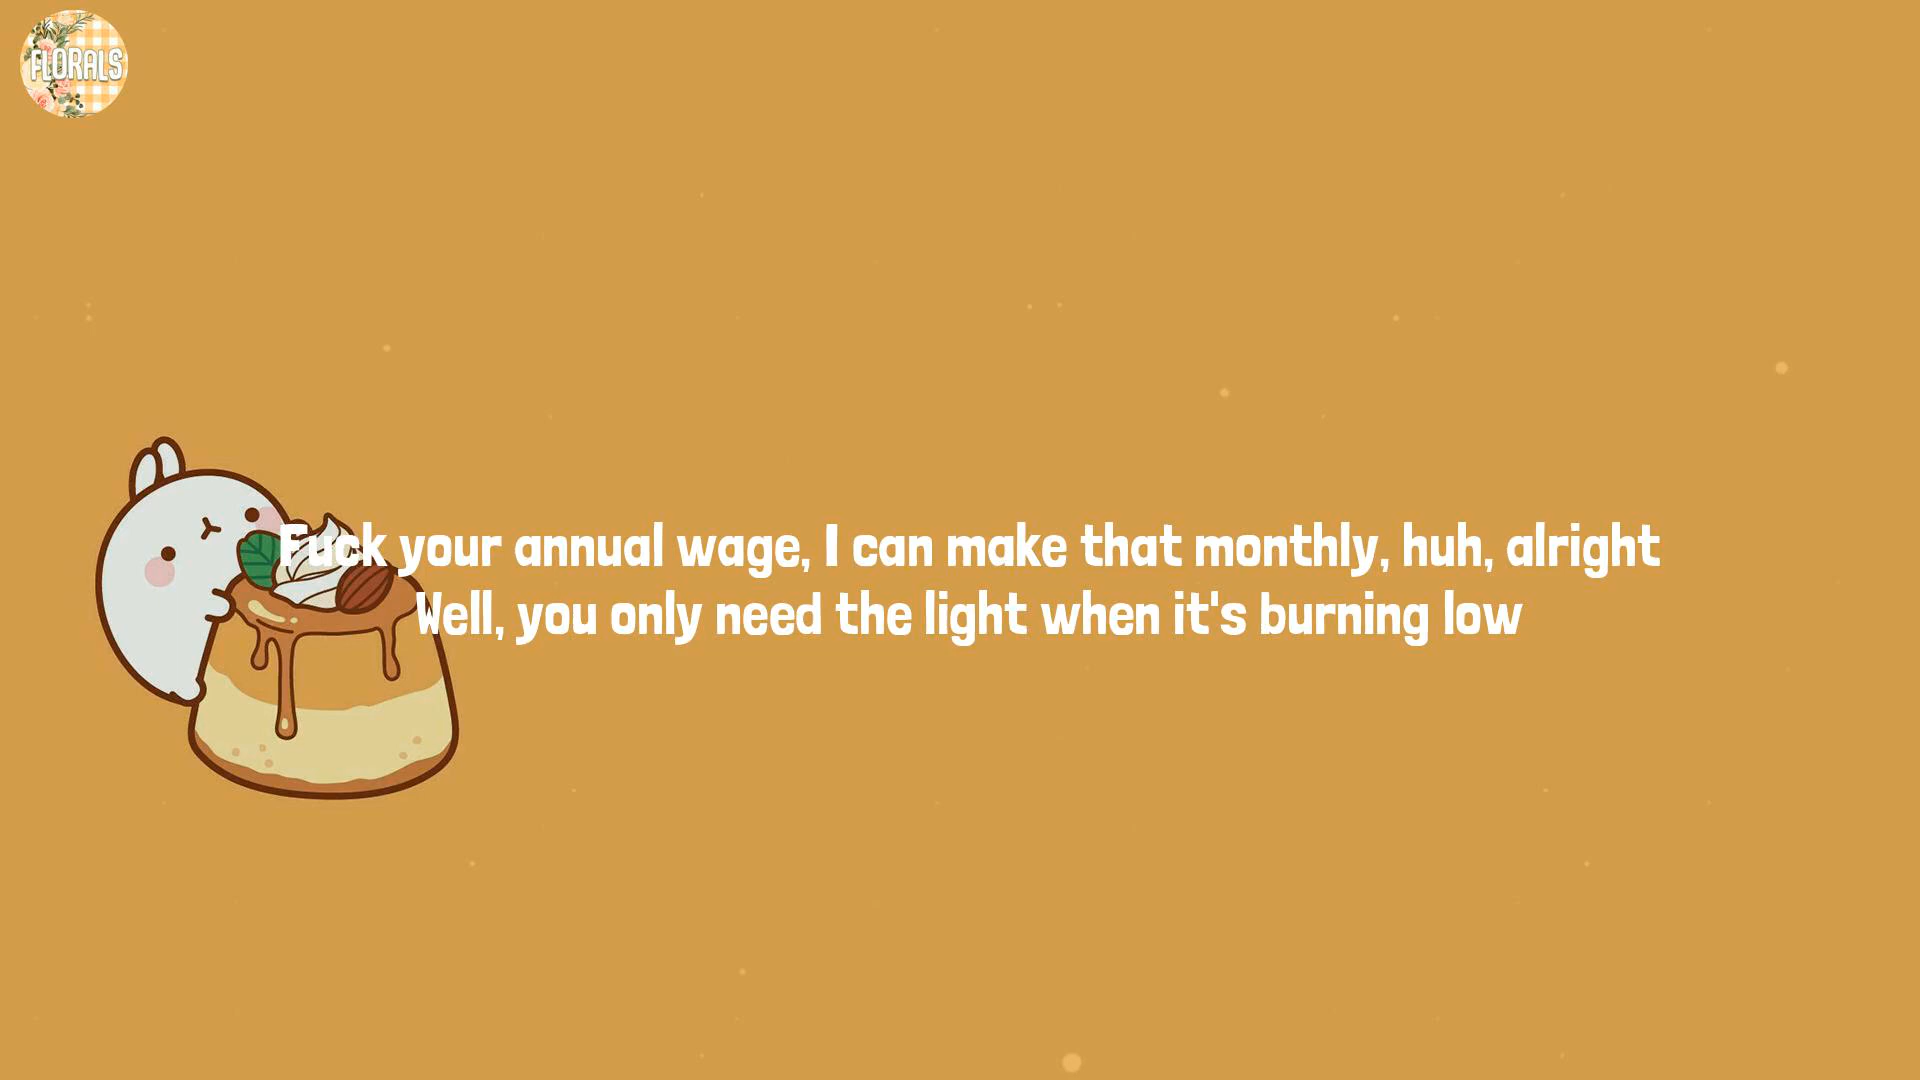 FLORALS
Fuck your annual wage, I can make that monthly, huh, alright
Well, you only need the light when it's burning low